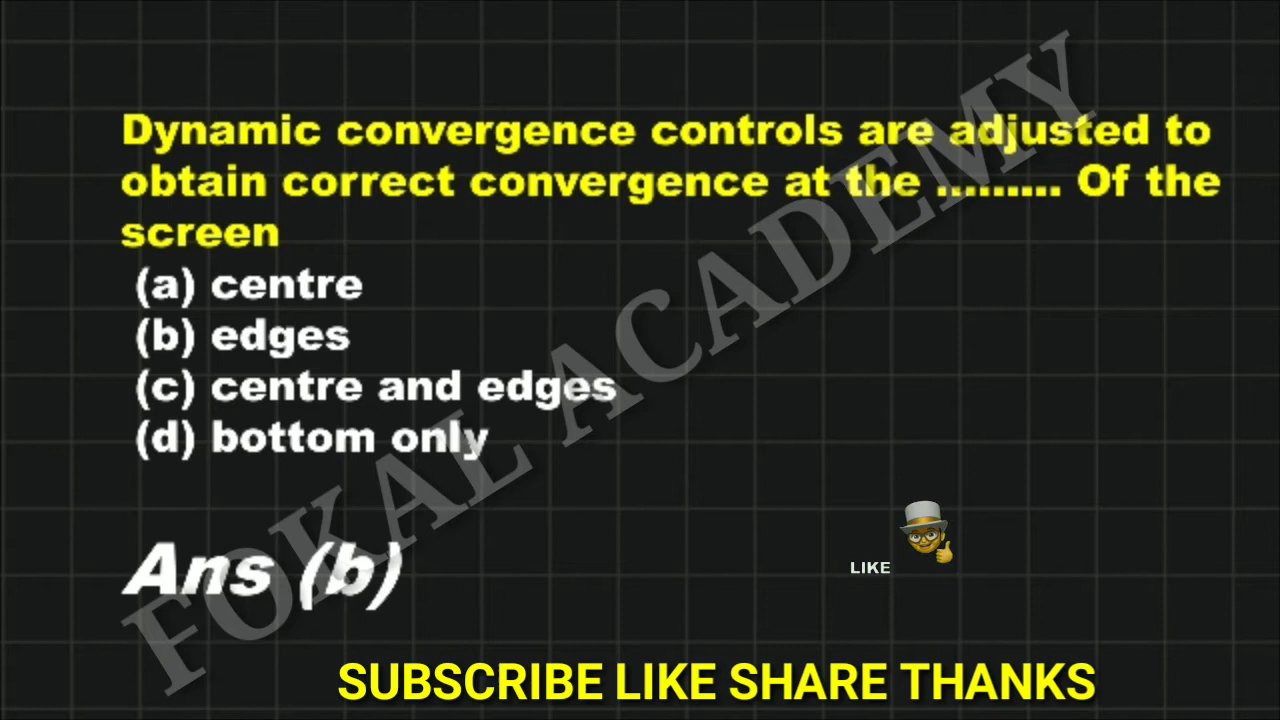 Dynamic convergence controls are adjusted to
obtain correct convergence at the ......... Of the
screen
(a) centre
(b) edges
(c) centre and edges
(d) bottom only
FOKAL ACADEMY
Ans (b)
LIKE
SUBSCRIBE LIKE SHARE THANKS